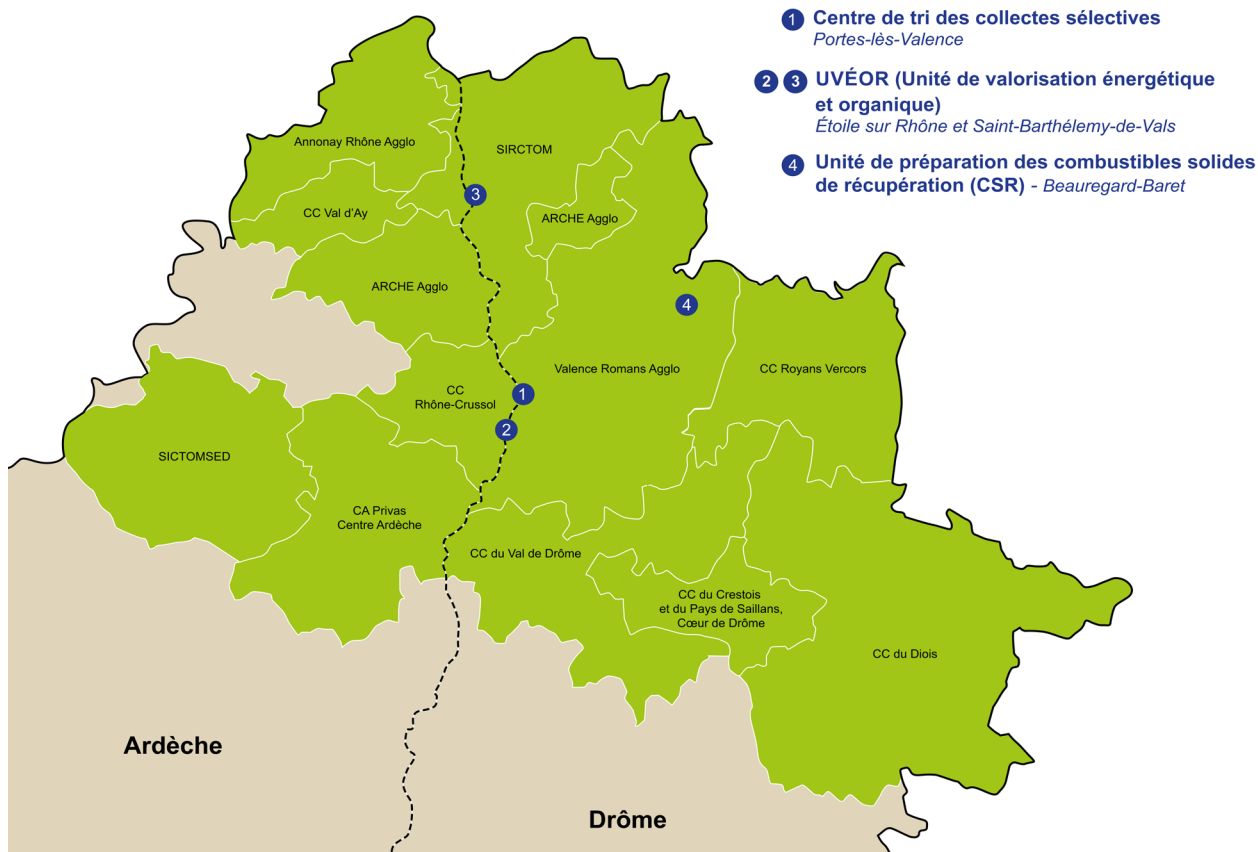 1 Centre de tri des collectes sélectives
Portes-lès-Valence
2 3 UVÉOR (Unité de valorisation énergétique
et organique)
Étoile sur Rhône et Saint-Barthélemy-de-Vals
4 Unité de préparation des combustibles solides
de récupération (CSR) - Beauregard-Baret
Annonay Rhône Agglo
SIRCTOM
3
CC Val d'Ay
ARCHE Agglo
ARCHE Agglo
4
Valence Romans Agglo
CC Royans Vercors
1
CC
Rhône-Crussol
2
SICTOMSED
CA Privas
Centre Ardèche
CC du Val de Drôme
CC du Crestois
et du Pays de Saillans,
Cœur de Drôme
CC du Diois
Ardèche
Drôme